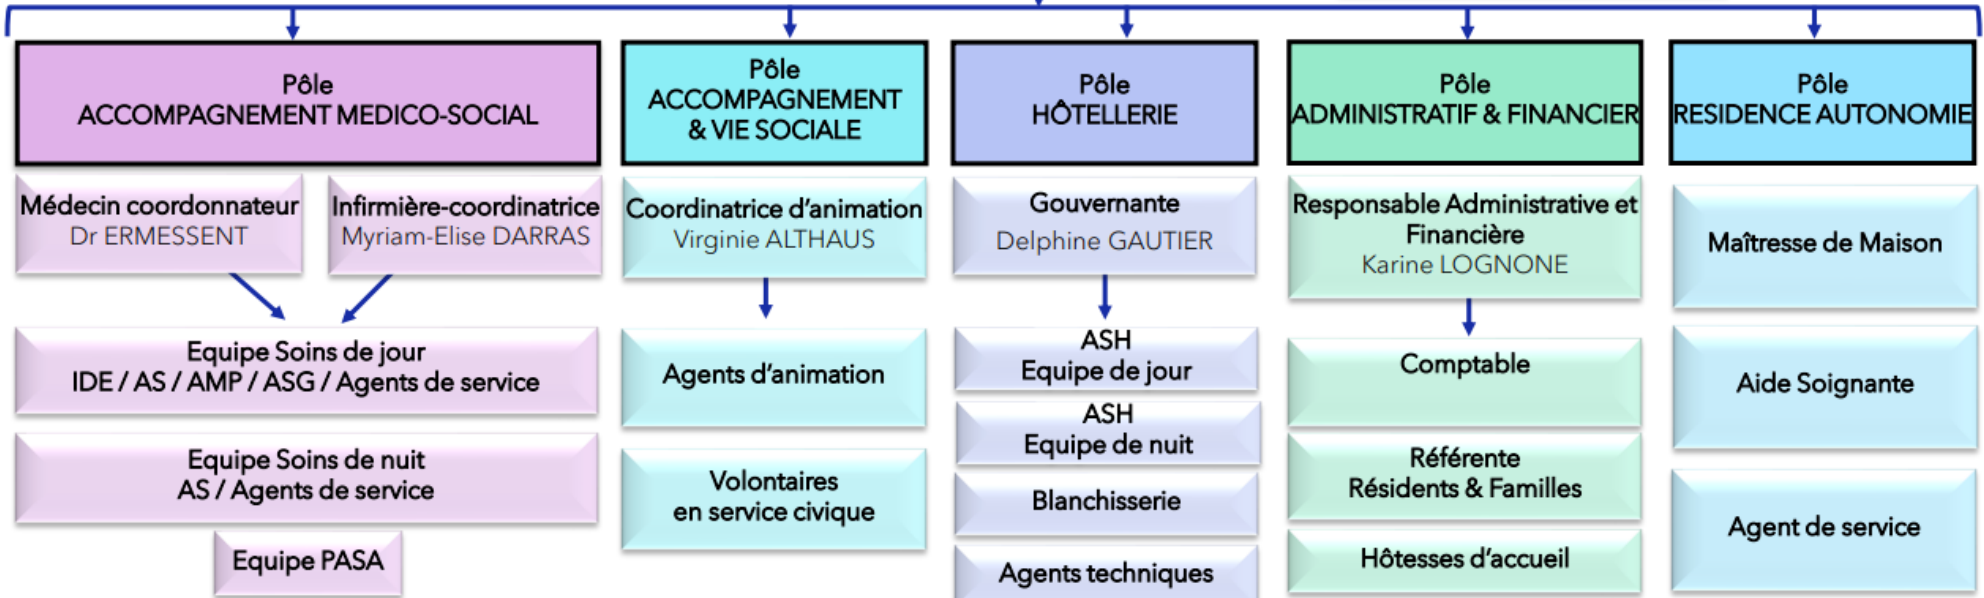 Pôle
ACCOMPAGNEMENT MEDICO-SOCIAL
Médecin coordonnateur
Dr ERMESSENT
Infirmière-coordinatrice
Myriam-Elise DARRAS
Equipe Soins de jour
IDE / AS / AMP / ASG / Agents de service
Equipe Soins de nuit
AS / Agents de service
Equipe PASA
Pôle
ACCOMPAGNEMENT
& VIE SOCIALE
Coordinatrice d'animation
Virginie ALTHAUS
Agents d'animation
Volontaires
en service civique
Pôle
HÔTELLERIE
Gouvernante
Delphine GAUTIER
ASH
Equipe de jour
ASH
Equipe de nuit
Blanchisserie
Agents techniques
Pôle
ADMINISTRATIF & FINANCIER
Responsable Administrative et
Financière
Karine LOGNONE
Comptable
Référente
Résidents & Familles
Hôtesses d'accueil
Pôle
RESIDENCE AUTONOMIE
Maîtresse de Maison
Aide Soignante
Agent de service